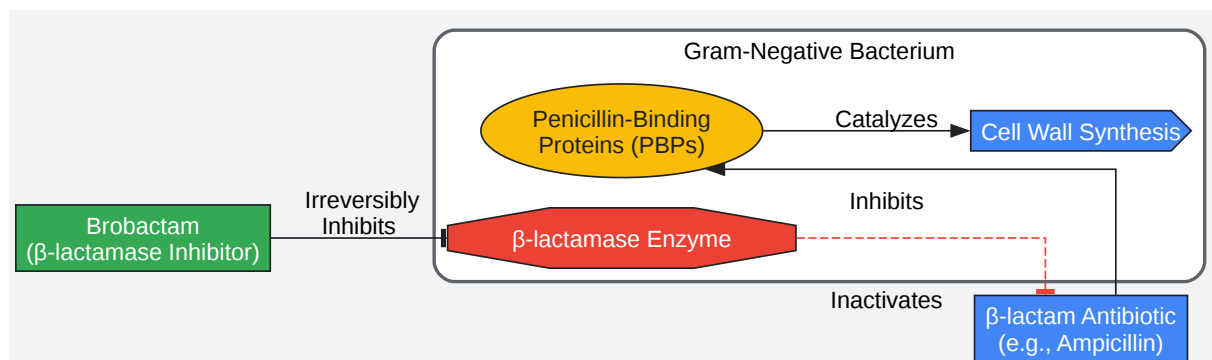 Gram-Negative Bacterium
Penicillin-Binding
Proteins (PBPs)
Catalyzes
Cell Wall Synthesis
Irreversibly
Inhibits
Brobactam
(β-lactamase Inhibitor)
β-lactamase Enzyme
Inhibits
Inactivates
β-lactam Antibiotic
(e.g., Ampicillin)